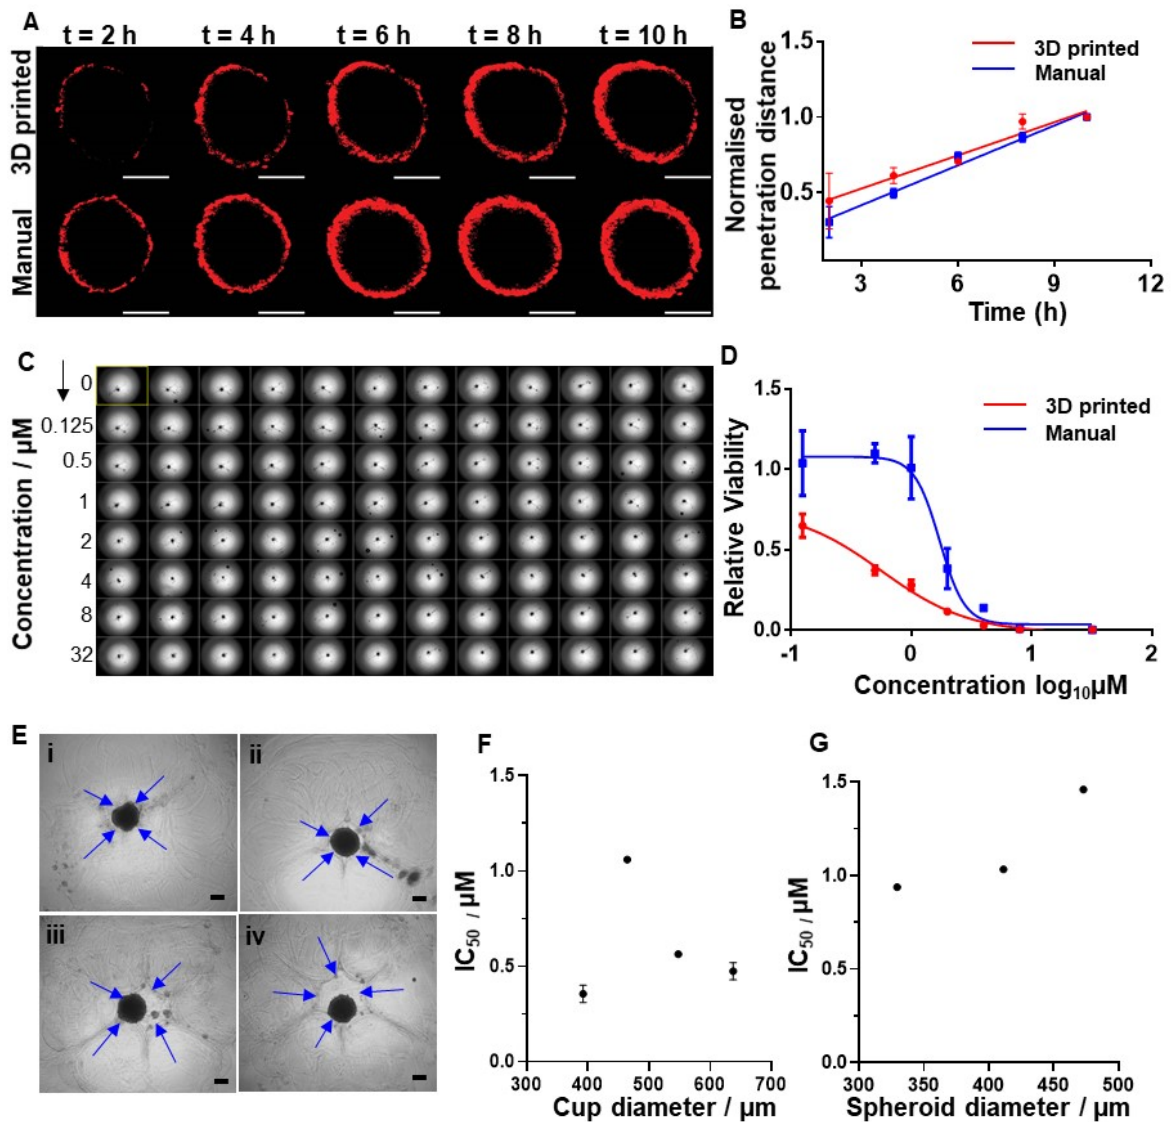 A
t = 2 h t = 4 h t = 6 h t = 8 h t = 10 h
3D printed
Manual
B
Normalised
penetration distance
1.5
1.0
0.5
3 6 9 12
Time (h)
3D printed
Manual
C
Concentration / µM
0
0.125
0.5
1
2
4
8
32
D
Relative Viability
1.5
1.0
0.5
0.0
-1 0 1 2
Concentration log₁₀µM
3D printed
Manual
E
i
ii
iii
iv
F
IC₅₀ / µM
1.5
1.0
0.5
0.0
300 400 500 600 700
Cup diameter / µm
G
IC₅₀ / µM
1.5
1.0
0.5
0.0
300 350 400 450 500
Spheroid diameter / µm